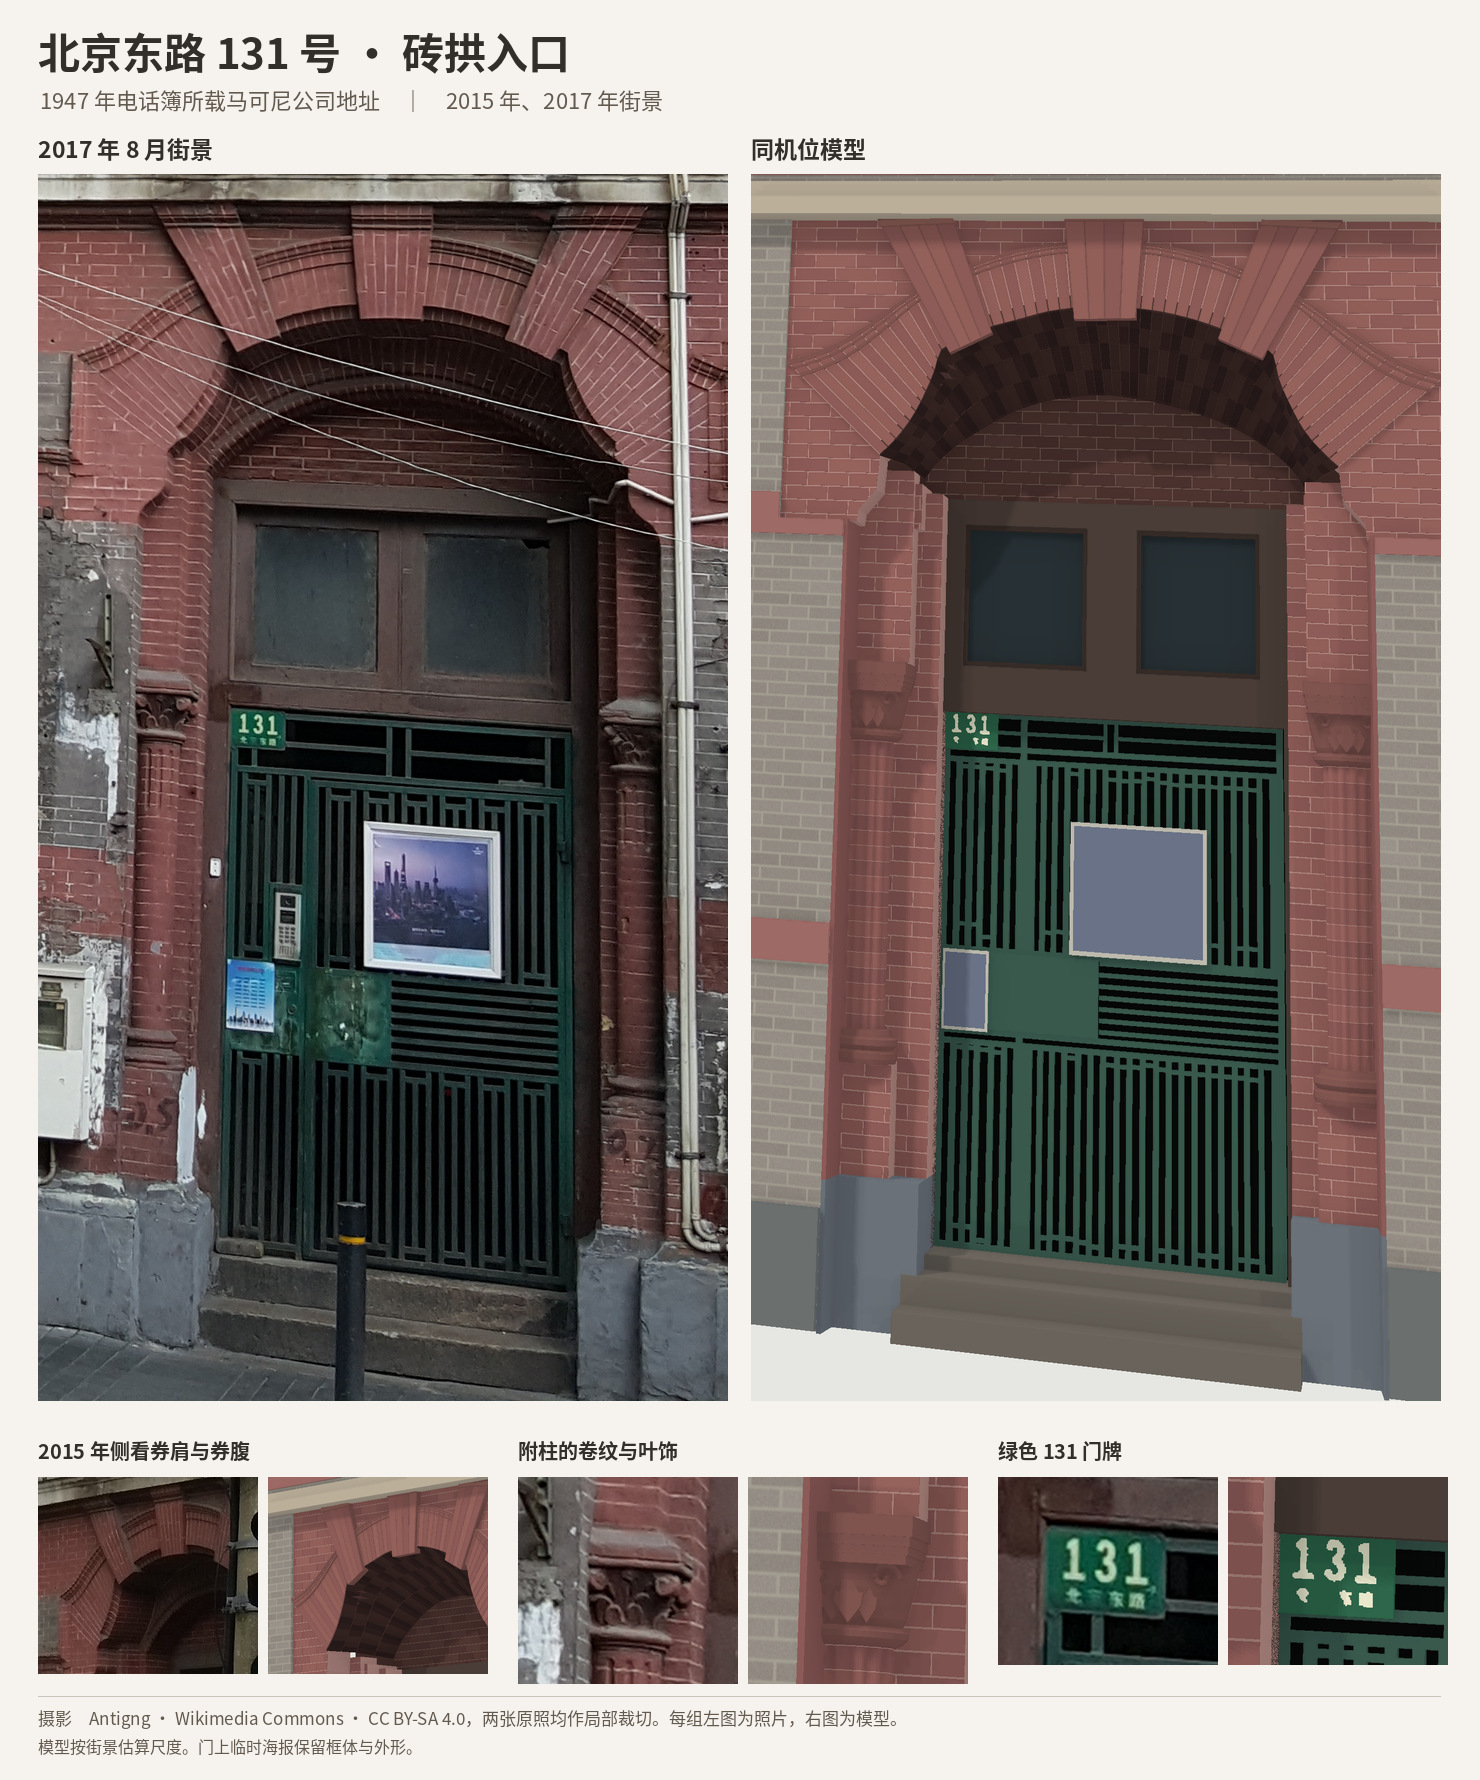 北京东路 131 号 · 砖拱入口
1947 年电话簿所载马可尼公司地址 ｜ 2015 年、2017 年街景
2017 年 8 月街景
同机位模型
131
北 东路
131
2015 年侧看券肩与券腹
附柱的卷纹与叶饰
绿色 131 门牌
131
北 东路
131
摄影 Antigng · Wikimedia Commons · CC BY-SA 4.0，两张原照均作局部裁切。每组左图为照片，右图为模型。
模型按街景估算尺度。门上临时海报保留框体与外形。